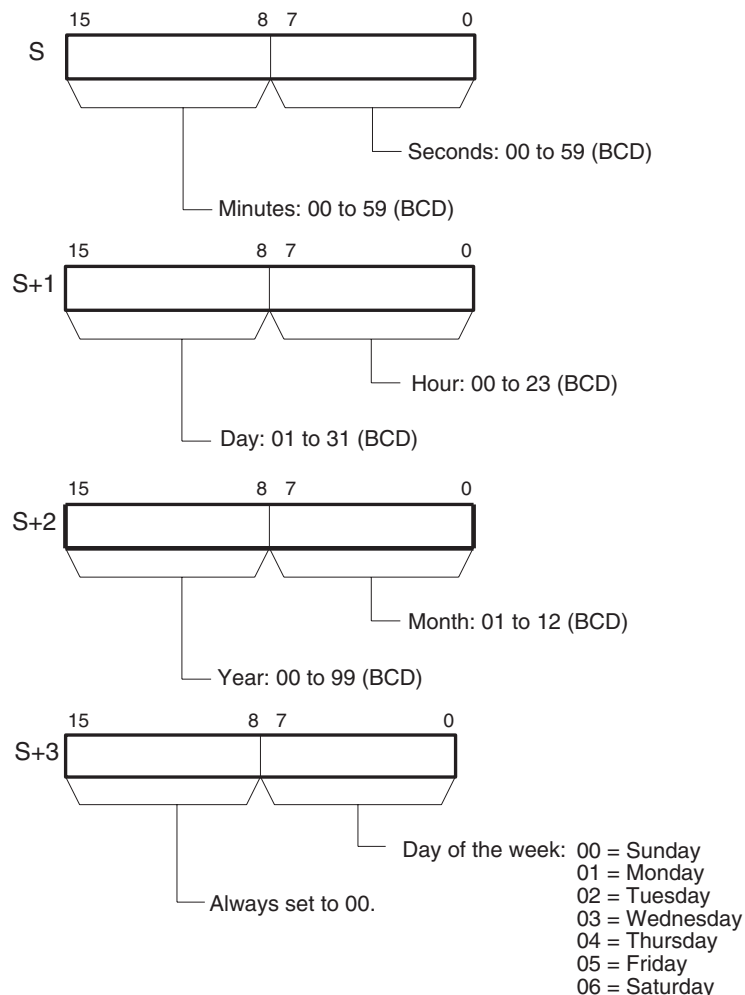 15 8 7 0
S
Seconds: 00 to 59 (BCD)
Minutes: 00 to 59 (BCD)
15 8 7 0
S+1
Hour: 00 to 23 (BCD)
Day: 01 to 31 (BCD)
15 8 7 0
S+2
Month: 01 to 12 (BCD)
Year: 00 to 99 (BCD)
15 8 7 0
S+3
Day of the week: 00 = Sunday
01 = Monday
02 = Tuesday
03 = Wednesday
Always set to 00.
04 = Thursday
05 = Friday
06 = Saturday